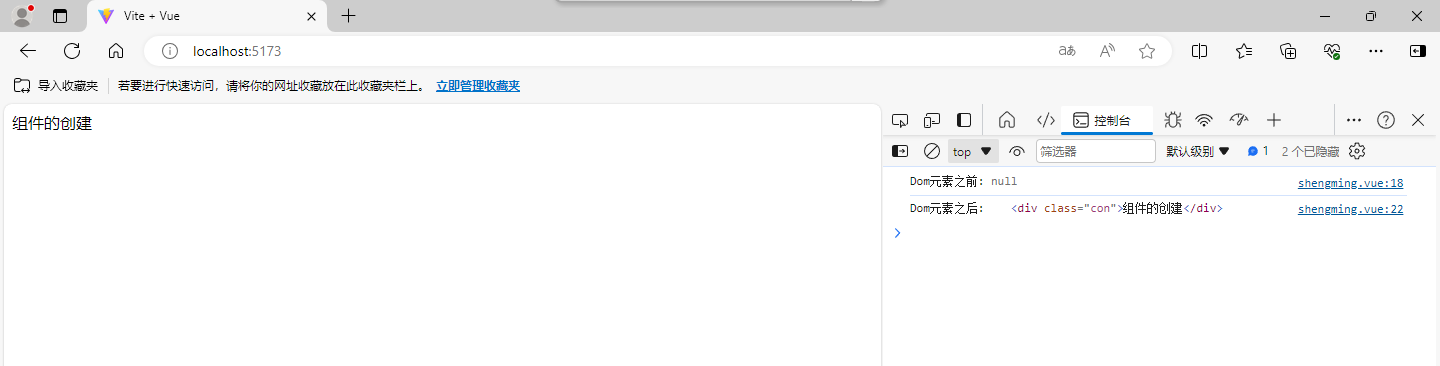 Vite + Vue
localhost:5173
导入收藏夹 若要进行快速访问，请将你的网址收藏放在此收藏夹栏上。 立即管理收藏夹
组件的创建
控制台
top 筛选器 默认级别 1 2 个已隐藏
Dom元素之前: null shengming.vue:18
Dom元素之后: <div class="con">组件的创建</div> shengming.vue:22